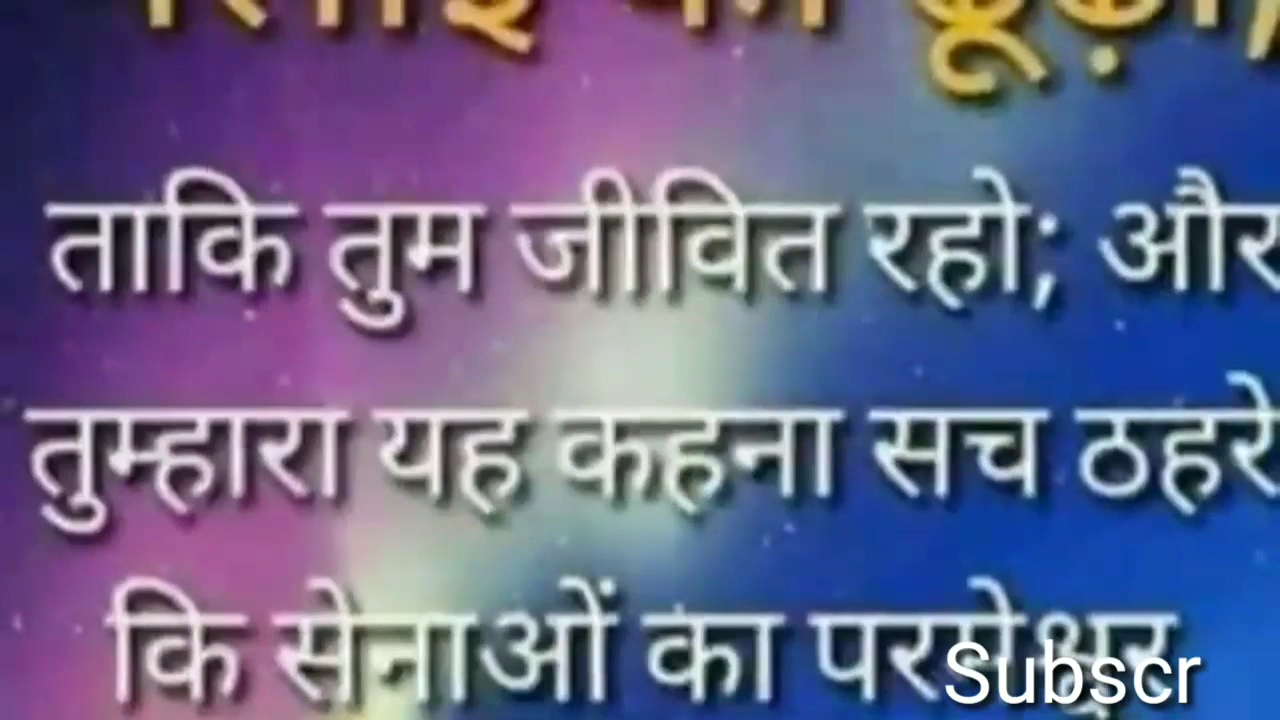 को ढूंढ़ो,
ताकि तुम जीवित रहो; और
तुम्हारा यह कहना सच ठहरे
कि सेनाओं का परमेश्वर
Subscr